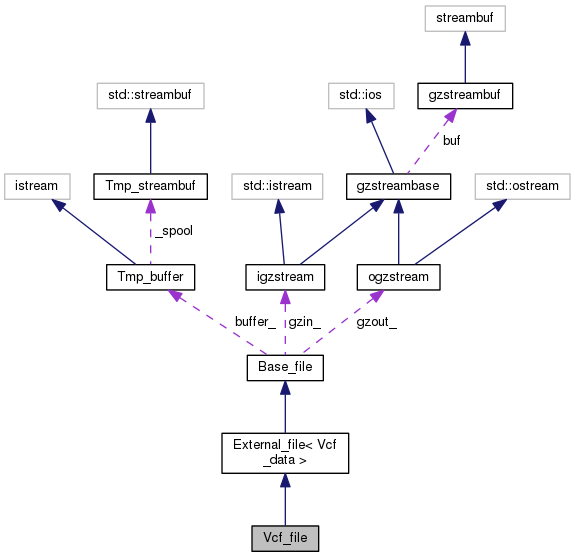 streambuf
std::streambuf
std::ios
gzstreambuf
buf
istream
Tmp_streambuf
std::istream
gzstreambase
std::ostream
_spool
Tmp_buffer
igzstream
ogzstream
buffer_
gzin_
gzout_
Base_file
External_file< Vcf
_data >
Vcf_file